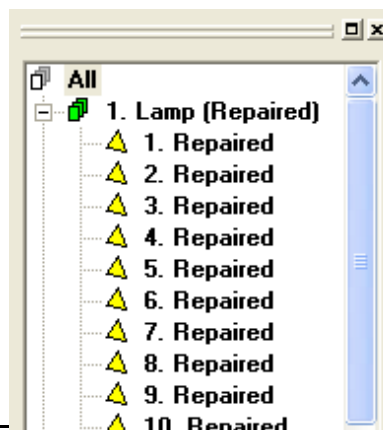 All
1. Lamp (Repaired)
1. Repaired
2. Repaired
3. Repaired
4. Repaired
5. Repaired
6. Repaired
7. Repaired
8. Repaired
9. Repaired
10. Repaired